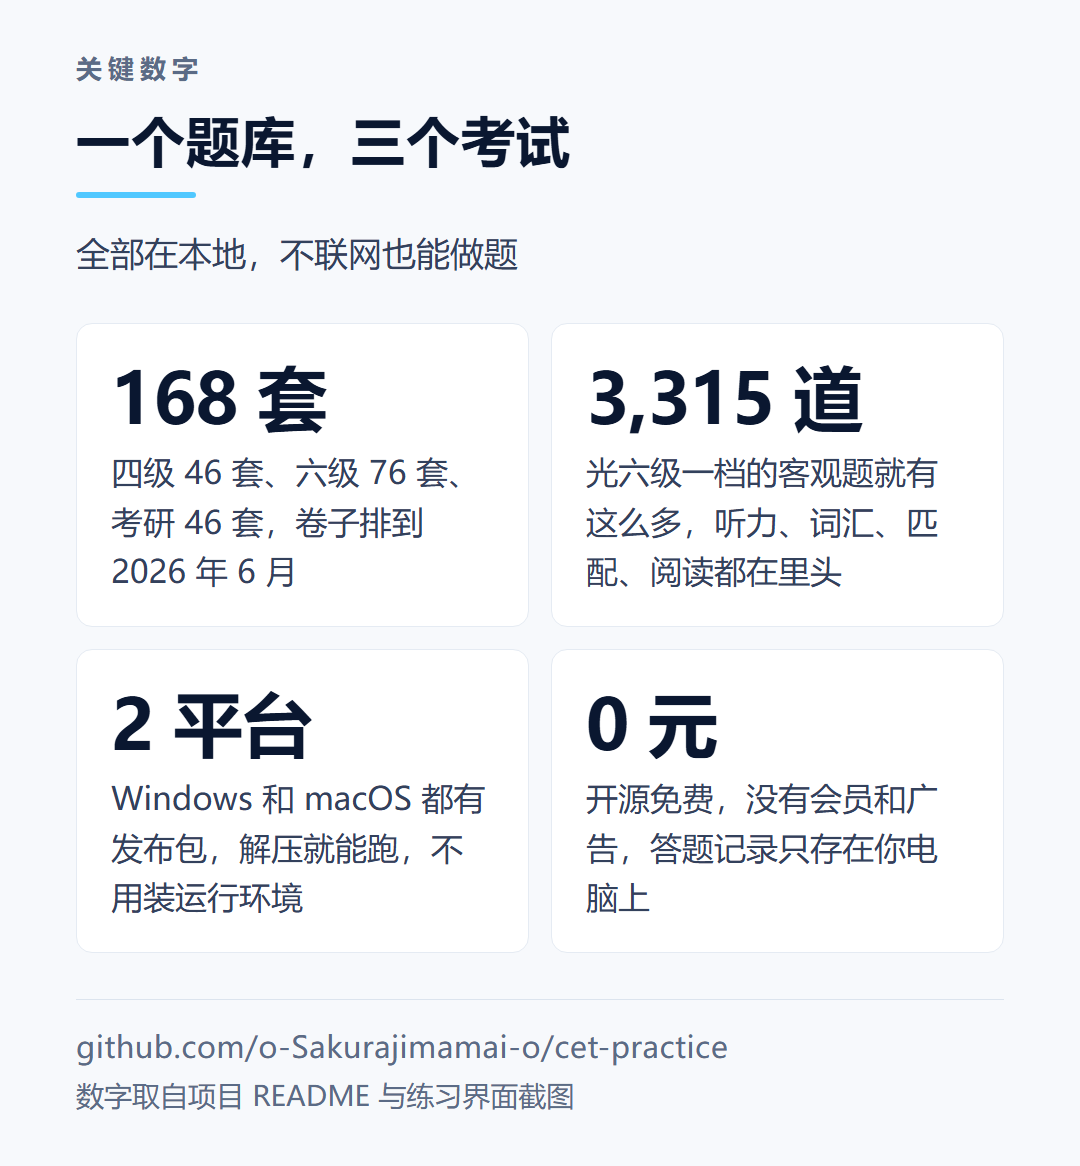 关键数字
一个题库，三个考试
全部在本地，不联网也能做题
168 套
四级 46 套、六级 76 套、
考研 46 套，卷子排到
2026 年 6 月
3,315 道
光六级一档的客观题就有
这么多，听力、词汇、匹
配、阅读都在里头
2 平台
Windows 和 macOS 都有
发布包，解压就能跑，不
用装运行环境
0 元
开源免费，没有会员和广
告，答题记录只存在你电
脑上
github.com/o-Sakurajimamai-o/cet-practice
数字取自项目 README 与练习界面截图